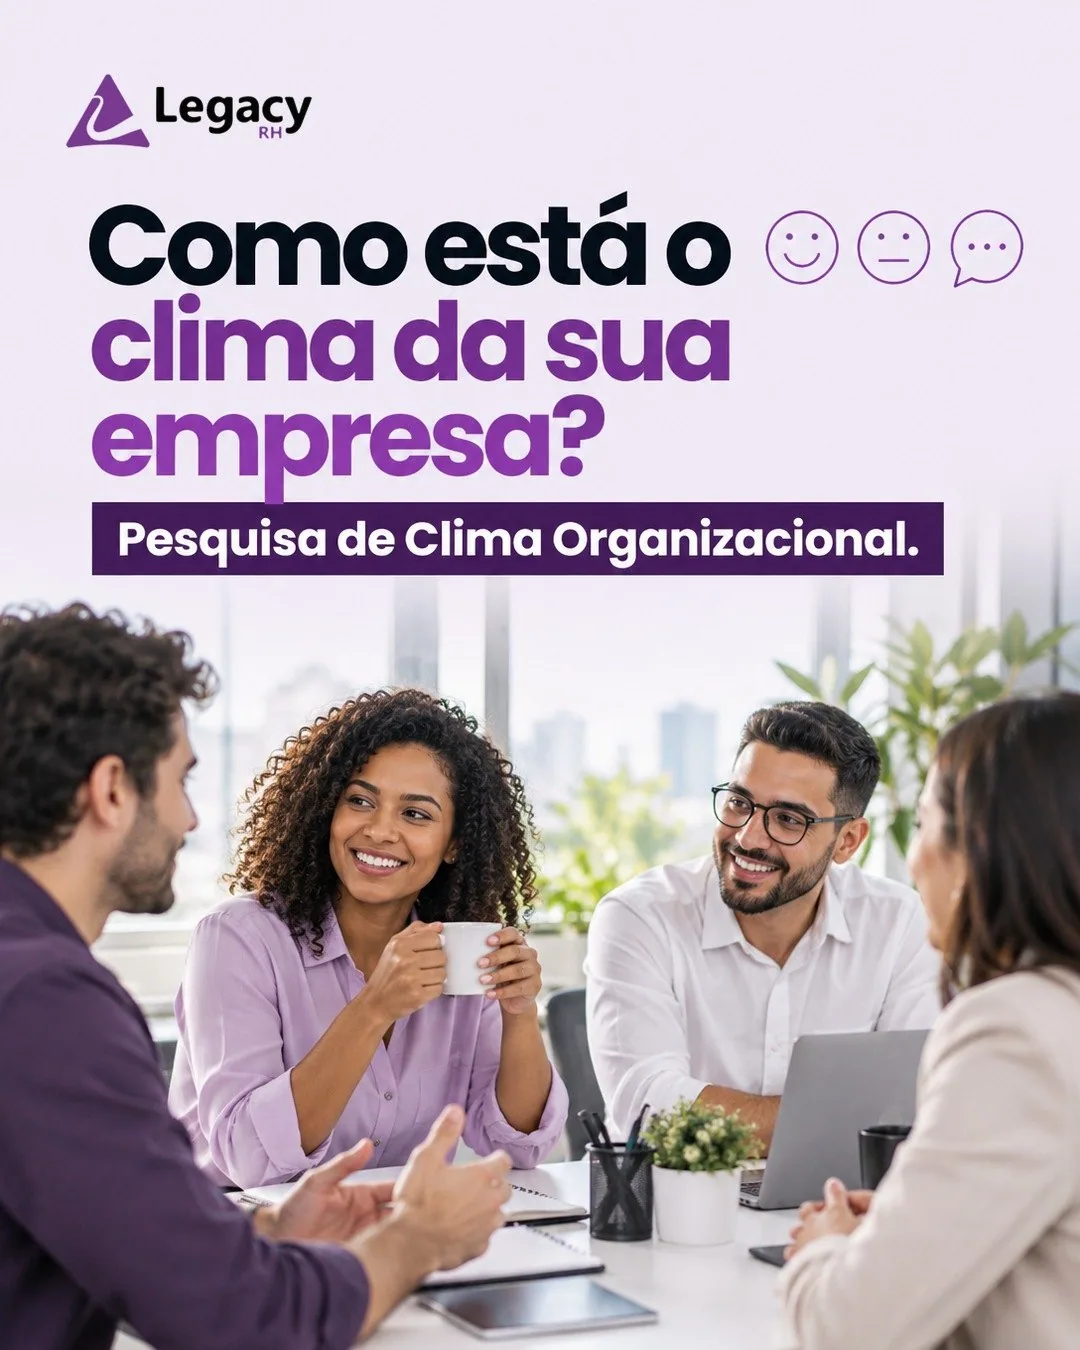 Legacy
RH
Como está o
clima da sua
empresa?
Pesquisa de Clima Organizacional.